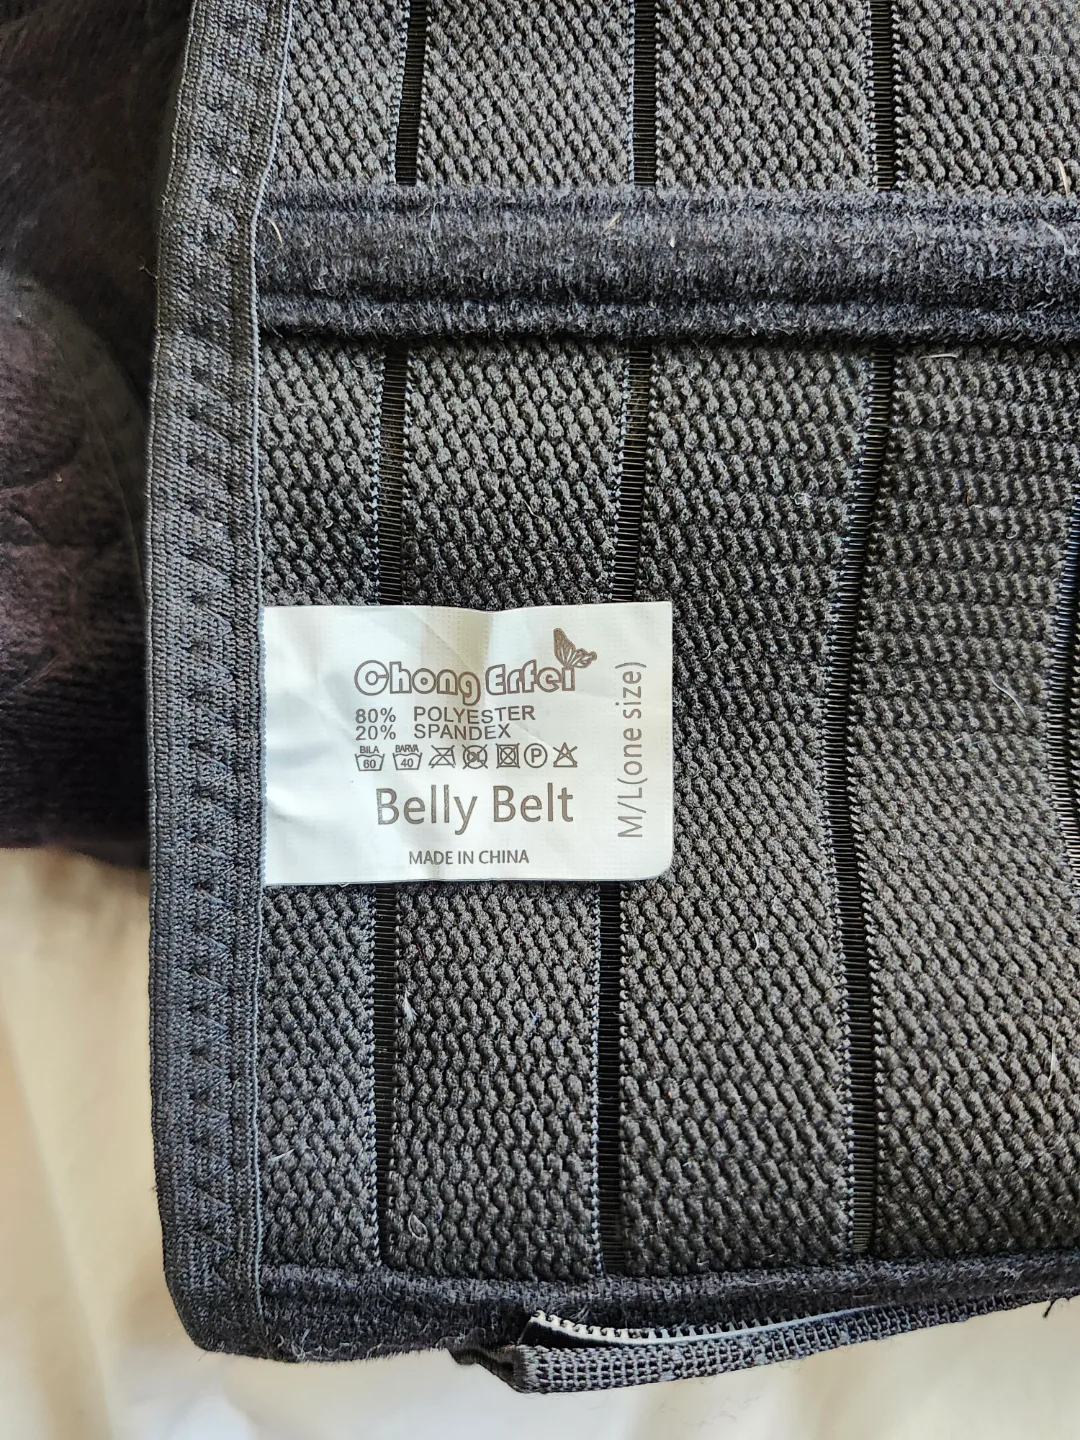 Chong Erfei
80% POLYESTER
20% SPANDEX
BILA 60 BARVA 40 P
Belly Belt
MADE IN CHINA
M/L(one size)